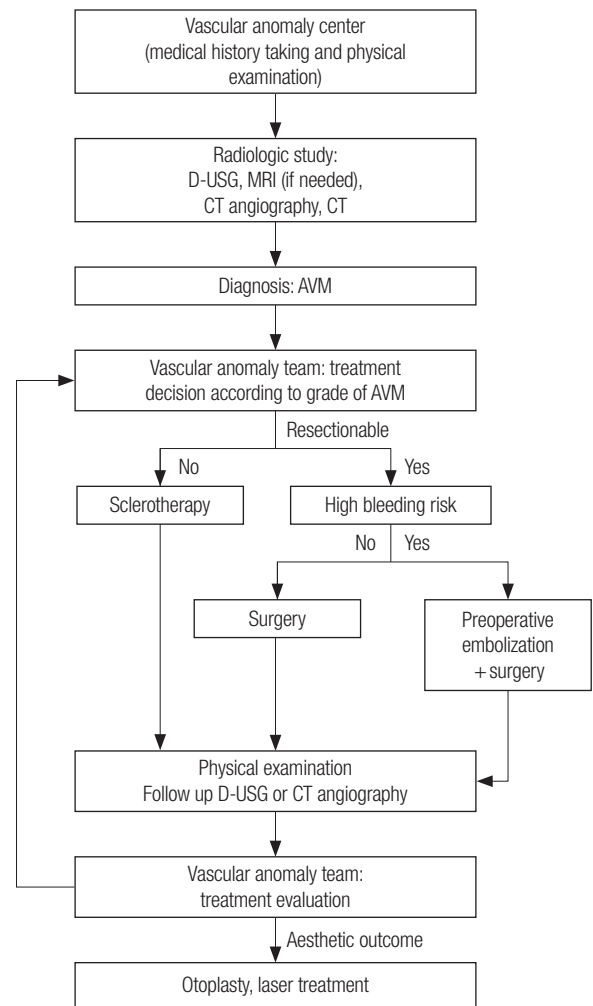 Vascular anomaly center
(medical history taking and physical
examination)
Radiologic study:
D-USG, MRI (if needed),
CT angiography, CT
Diagnosis: AVM
Vascular anomaly team: treatment
decision according to grade of AVM
Resectionable
No
Yes
Sclerotherapy
High bleeding risk
No
Yes
Surgery
Preoperative
embolization
+ surgery
Physical examination
Follow up D-USG or CT angiography
Vascular anomaly team:
treatment evaluation
Aesthetic outcome
Otoplasty, laser treatment